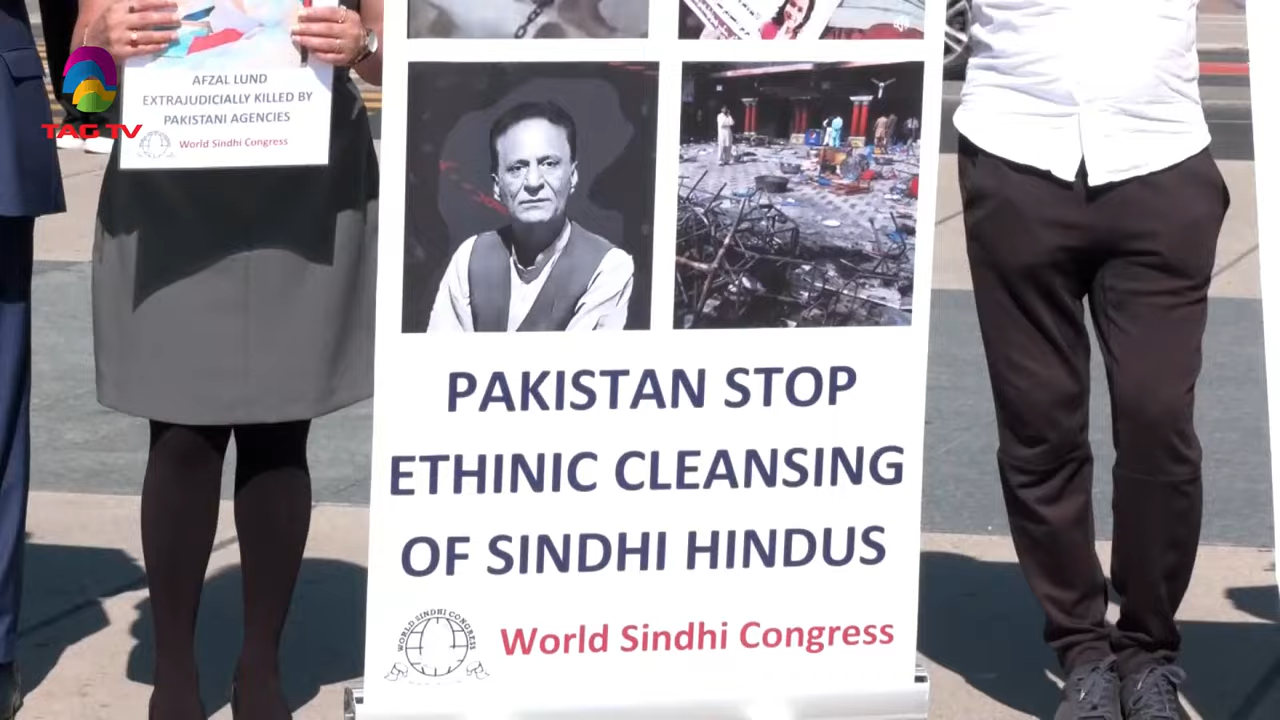 AFZAL LUND
EXTRAJUDICIALLY KILLED BY
PAKISTANI AGENCIES
World Sindhi Congress
TAG TV
PAKISTAN STOP
ETHINIC CLEANSING
OF SINDHI HINDUS
WORLD SINDHI CONGRESS
World Sindhi Congress